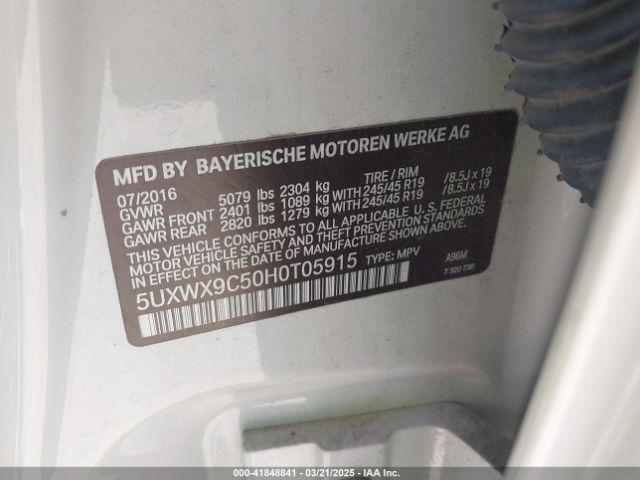 MFD BY BAYERISCHE MOTOREN WERKE AG
07/2016 TIRE / RIM
GVWR 5079 lbs 2304 kg
GAWR FRONT 2401 lbs 1089 kg WITH 245/45 R19 / 8.5J x 19
GAWR REAR 2820 lbs 1279 kg WITH 245/45 R19 / 8.5J x 19
THIS VEHICLE CONFORMS TO ALL APPLICABLE U.S. FEDERAL
MOTOR VEHICLE SAFETY AND THEFT PREVENTION STANDARDS
IN EFFECT ON THE DATE OF MANUFACTURE SHOWN ABOVE.
5UXWX9C50H0T05915 TYPE: MPV A96M
T 320 730
000-41848841 / 03/21/2025 / IAA Inc.